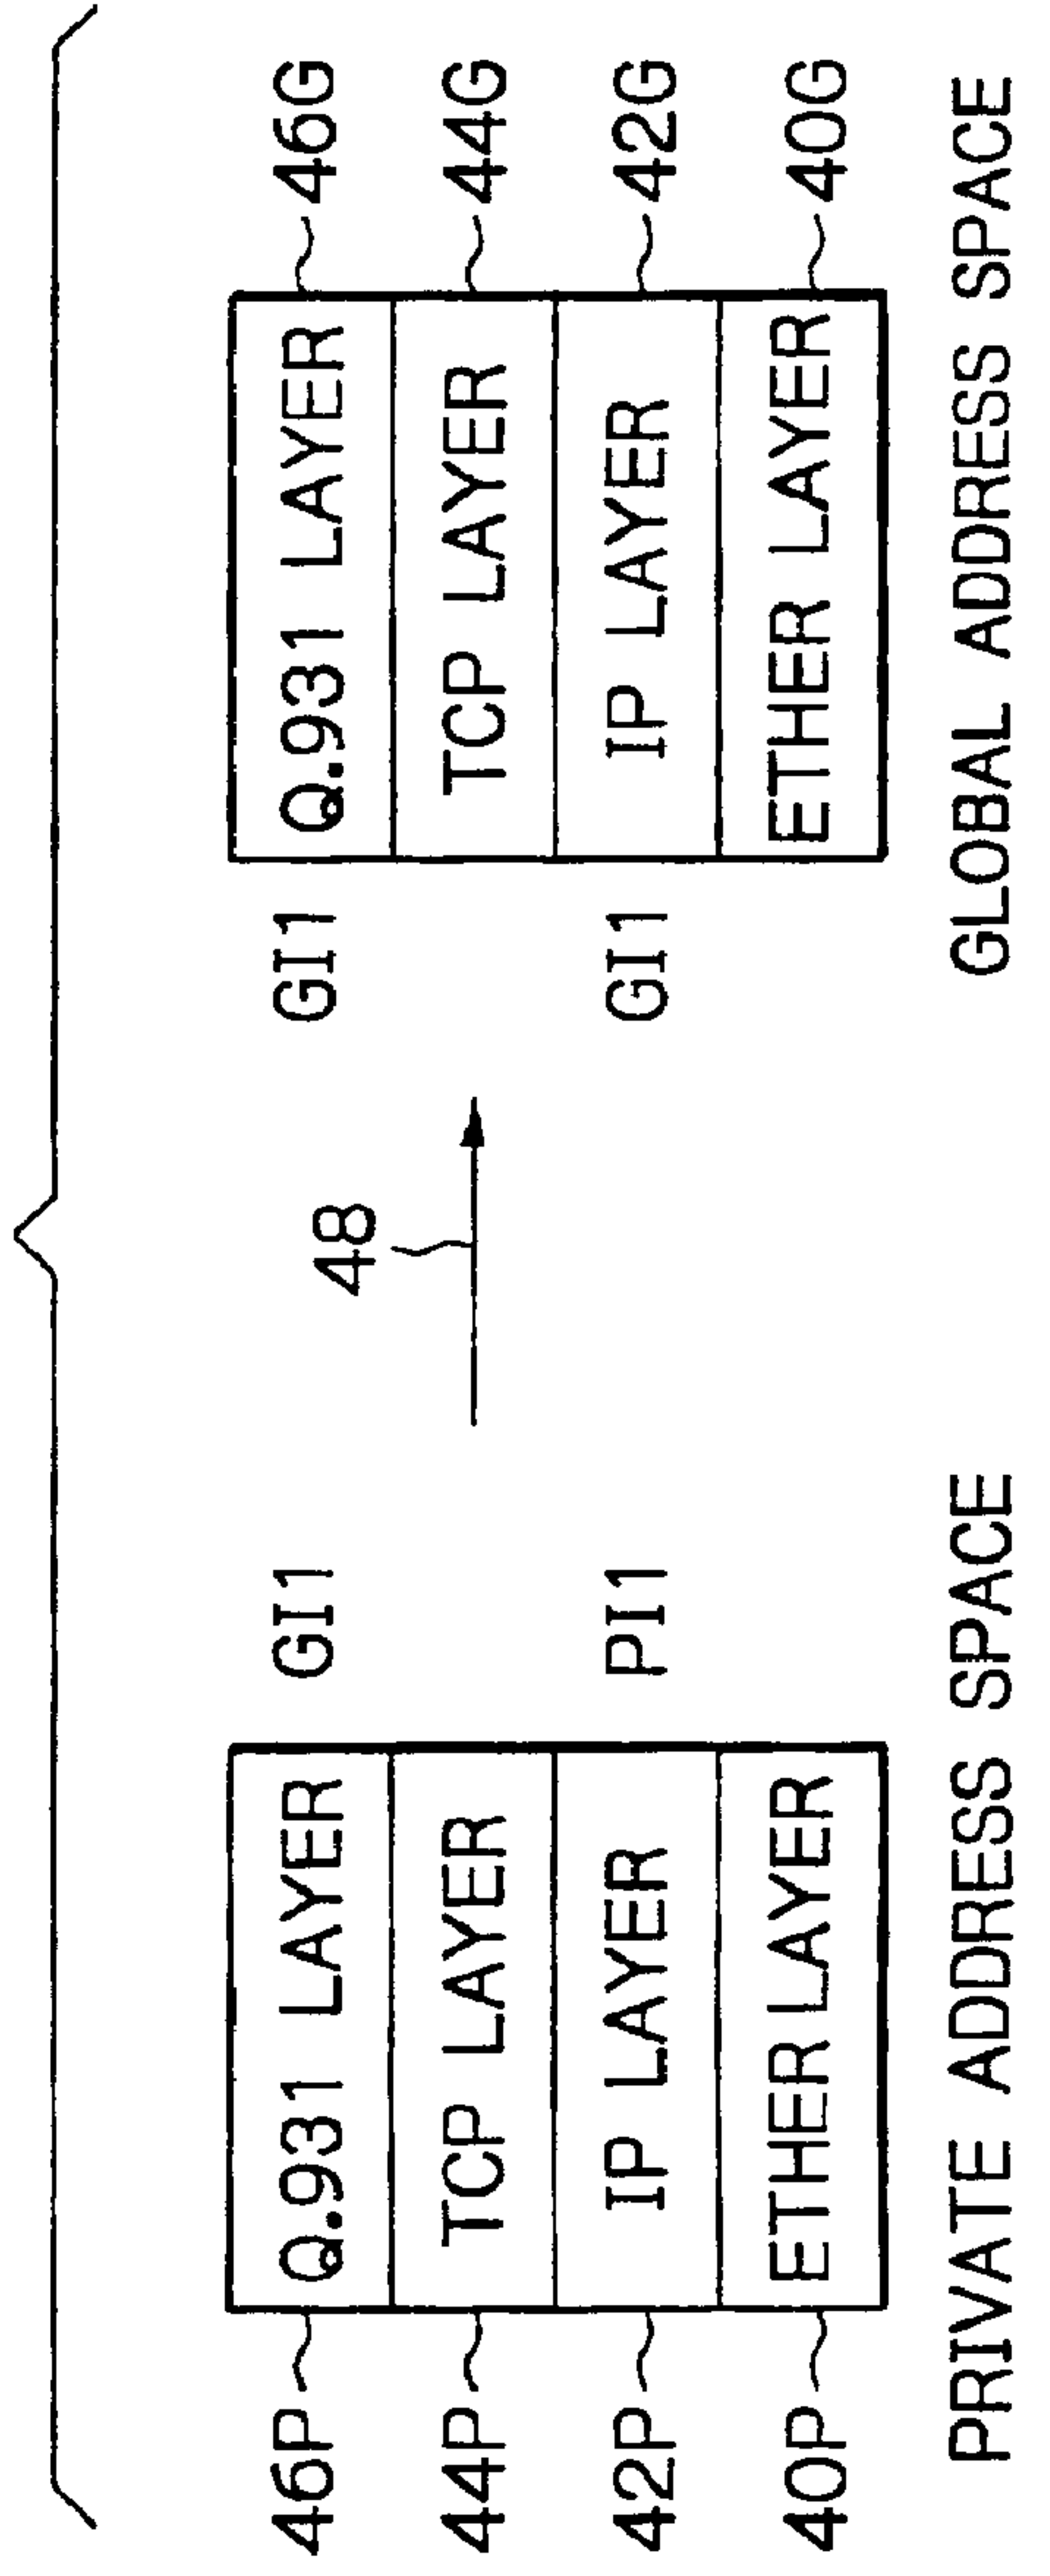 46P
Q.931 LAYER
GI1
44P
TCP LAYER
42P
IP LAYER
PI1
40P
ETHER LAYER
PRIVATE ADDRESS SPACE
48
GI1
Q.931 LAYER
46G
TCP LAYER
44G
GI1
IP LAYER
42G
ETHER LAYER
40G
GLOBAL ADDRESS SPACE